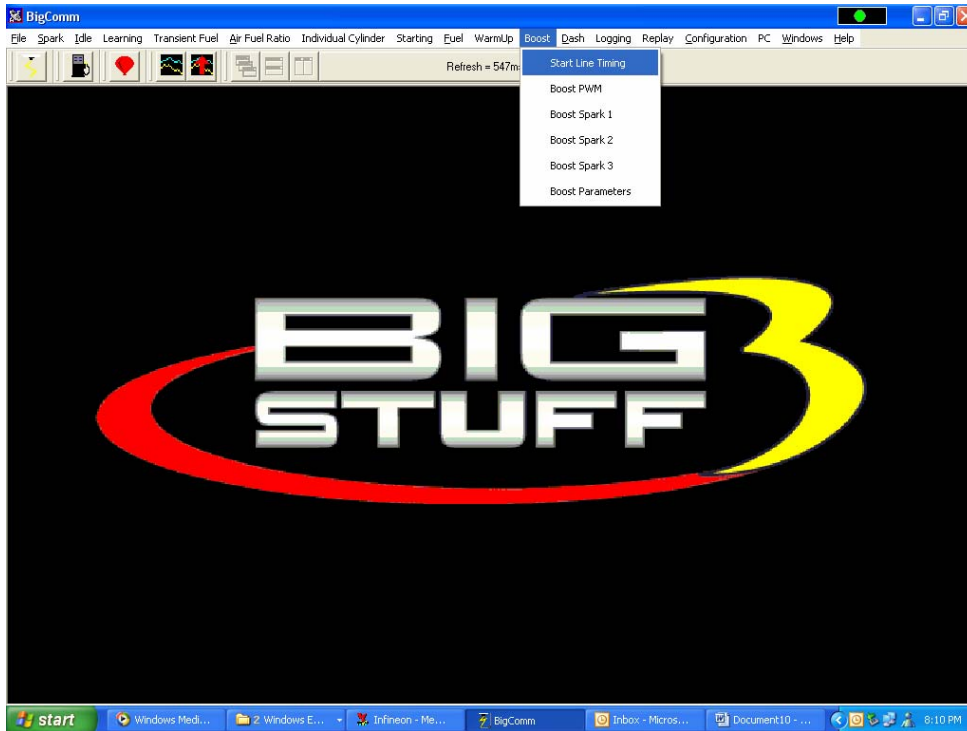 BigComm
File Spark Idle Learning Transient Fuel Air Fuel Ratio Individual Cylinder Starting Fuel WarmUp Boost Dash Logging Replay Configuration PC Windows Help
Refresh = 547m
Start Line Timing
Boost PWM
Boost Spark 1
Boost Spark 2
Boost Spark 3
Boost Parameters
BIG 3
STUFF
start Windows Medi... 2 Windows E... Infineon - Me... BigComm Inbox - Micros... Document10 - ... 8:10 PM